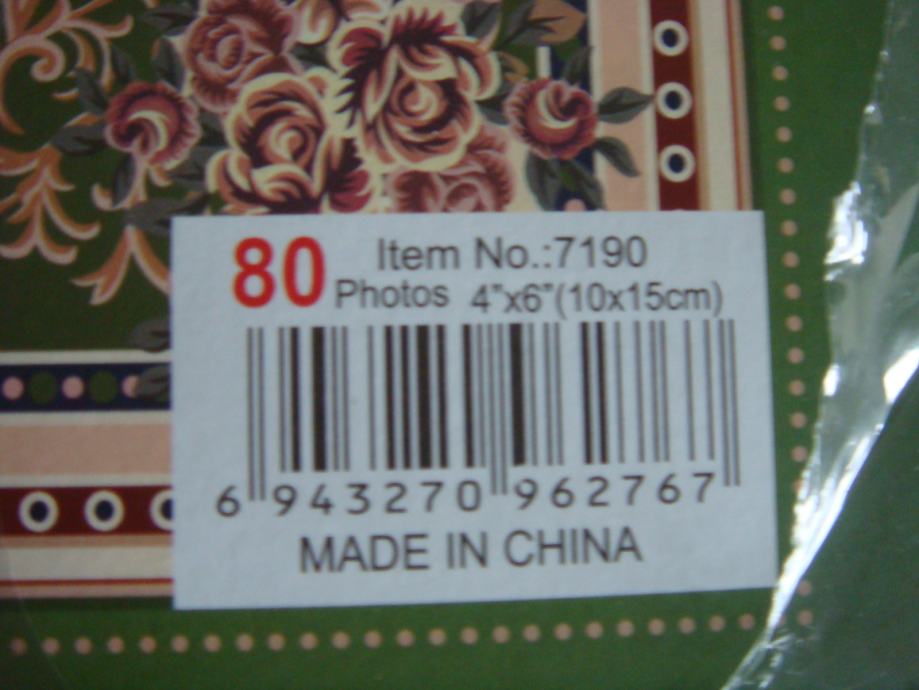 80 Item No.:7190
Photos 4"x6"(10x15cm)
6 943270 962767
MADE IN CHINA